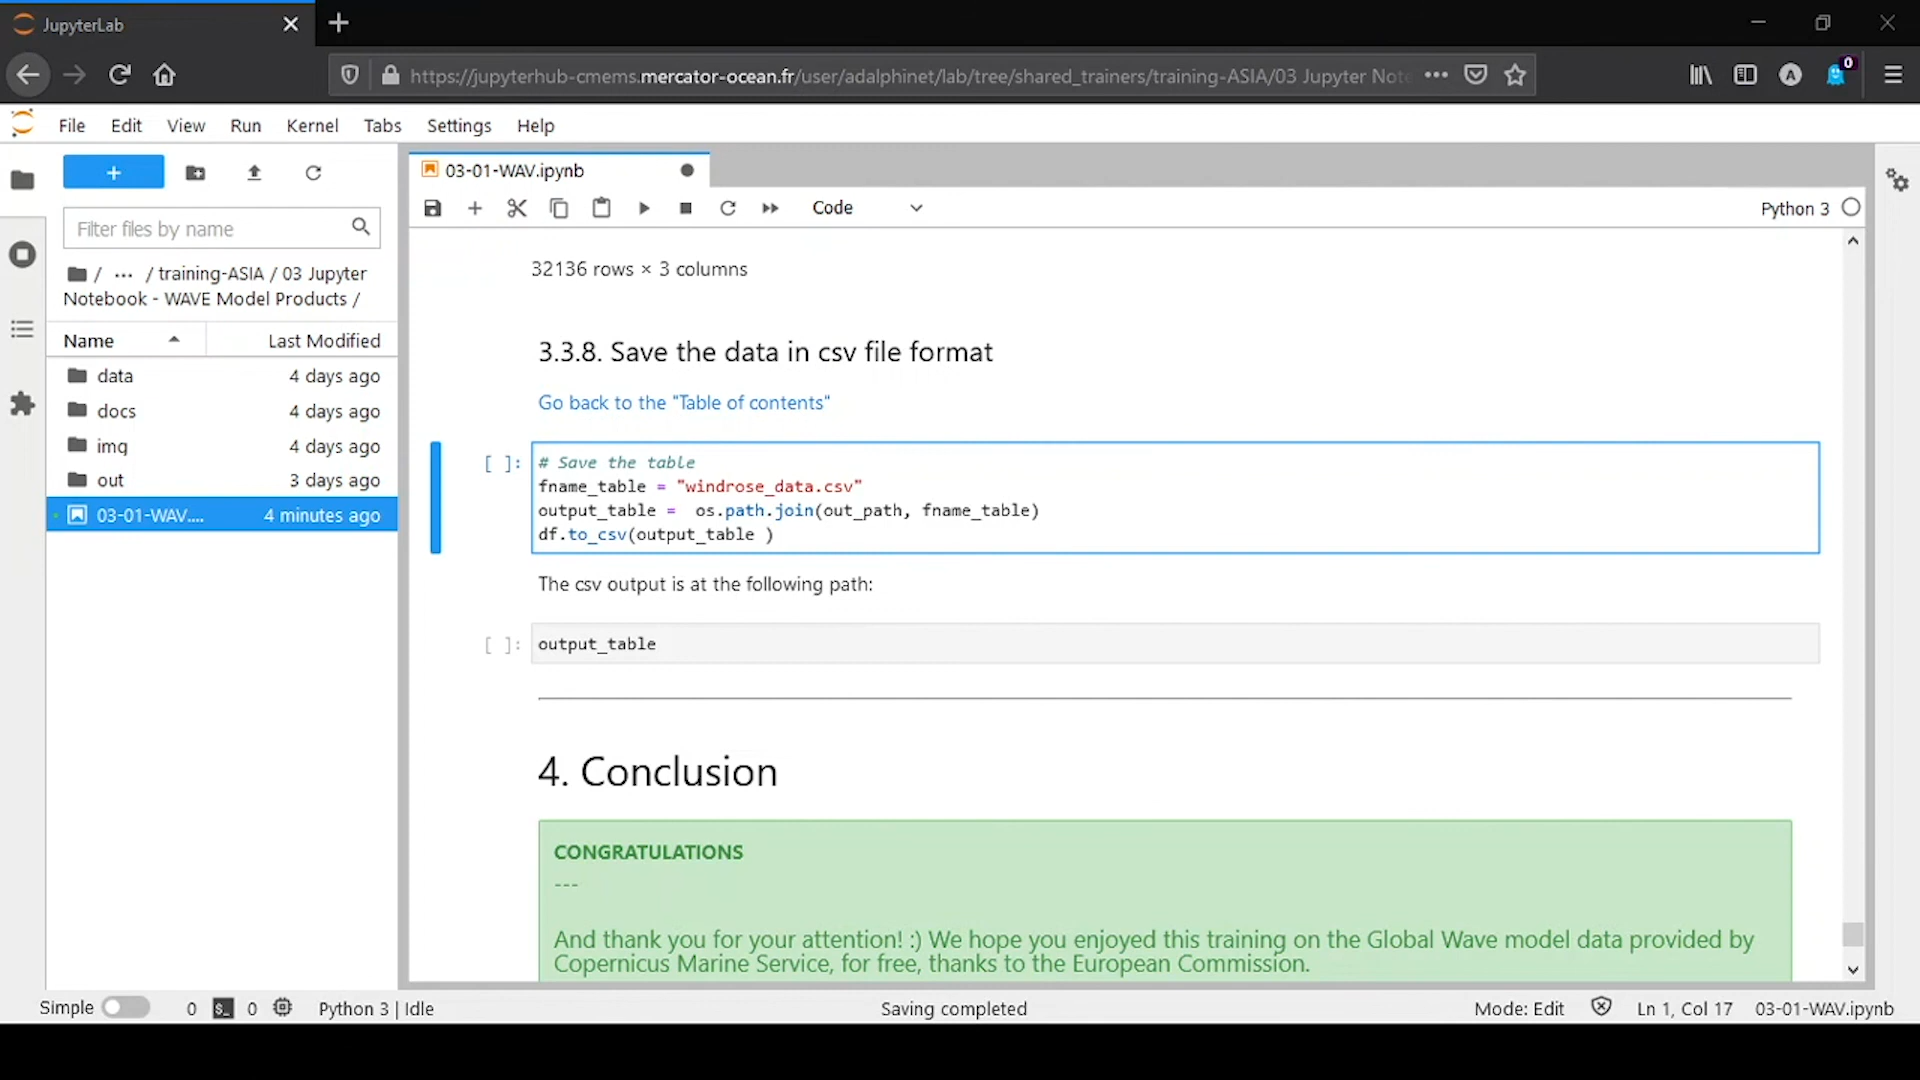 JupyterLab
https://jupyterhub-cmems.mercator-ocean.fr/user/adalphinet/lab/tree/shared_trainers/training-ASIA/03 Jupyter Note
A
0
File Edit View Run Kernel Tabs Settings Help
03-01-WAV.ipynb
Filter files by name
Code
Python 3
/ ··· / training-ASIA / 03 Jupyter
Notebook - WAVE Model Products /
Name Last Modified
data 4 days ago
docs 4 days ago
img 4 days ago
out 3 days ago
03-01-WAV.... 4 minutes ago
32136 rows × 3 columns
3.3.8. Save the data in csv file format
Go back to the "Table of contents"
[ ]: # Save the table
fname_table = "windrose_data.csv"
output_table =  os.path.join(out_path, fname_table)
df.to_csv(output_table )
The csv output is at the following path:
[ ]: output_table
4. Conclusion
CONGRATULATIONS
---
And thank you for your attention! :) We hope you enjoyed this training on the Global Wave model data provided by
Copernicus Marine Service, for free, thanks to the European Commission.
Simple 0 $_ 0 Python 3 | Idle Saving completed Mode: Edit Ln 1, Col 17 03-01-WAV.ipynb